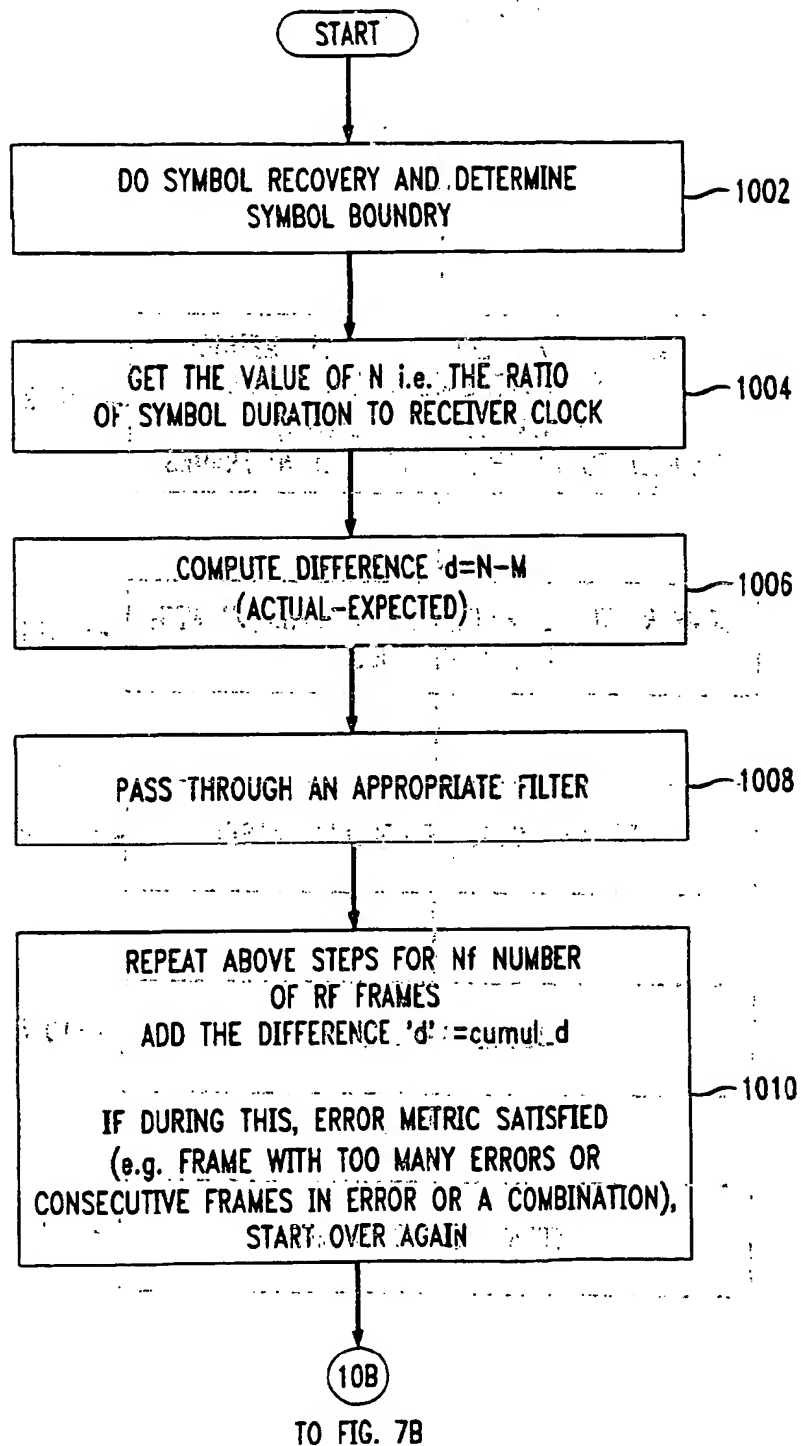 START
DO SYMBOL RECOVERY AND DETERMINE
SYMBOL BOUNDRY
1002
GET THE VALUE OF N i.e. THE RATIO
OF SYMBOL DURATION TO RECEIVER CLOCK
1004
COMPUTE DIFFERENCE d=N-M
(ACTUAL-EXPECTED)
1006
PASS THROUGH AN APPROPRIATE FILTER
1008
REPEAT ABOVE STEPS FOR Nf NUMBER
OF RF FRAMES
ADD THE DIFFERENCE 'd' :=cumul_d
IF DURING THIS, ERROR METRIC SATISFIED
(e.g. FRAME WITH TOO MANY ERRORS OR
CONSECUTIVE FRAMES IN ERROR OR A COMBINATION),
START OVER AGAIN
1010
10B
TO FIG. 7B